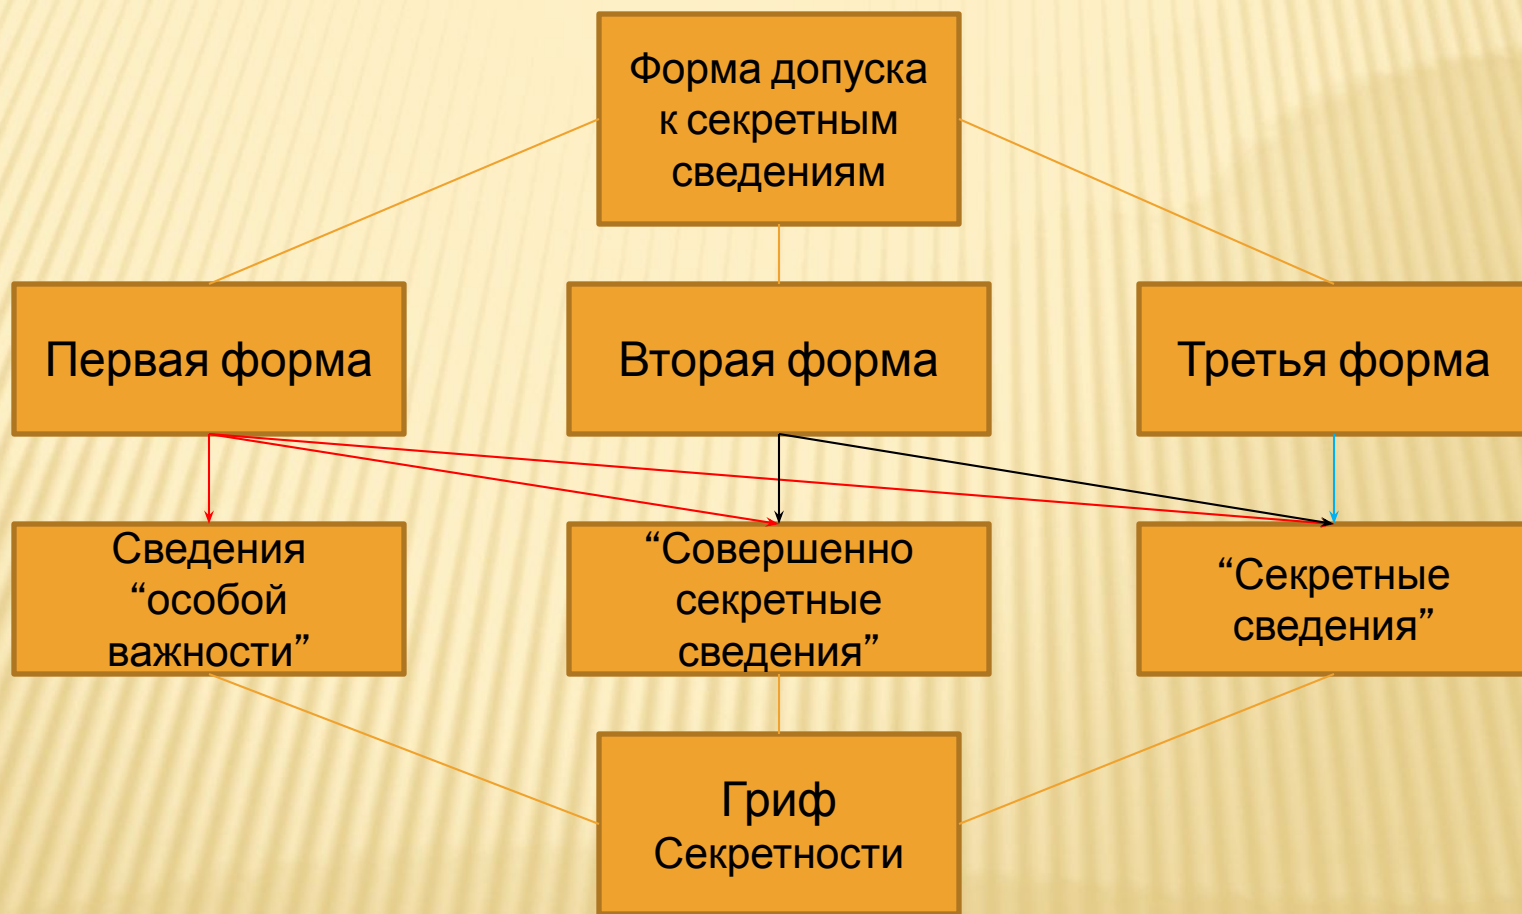 Форма допуска
к секретным
сведениям
Первая форма
Вторая форма
Третья форма
Сведения
“особой
важности”
“Совершенно
секретные
сведения”
“Секретные
сведения”
Гриф
Секретности